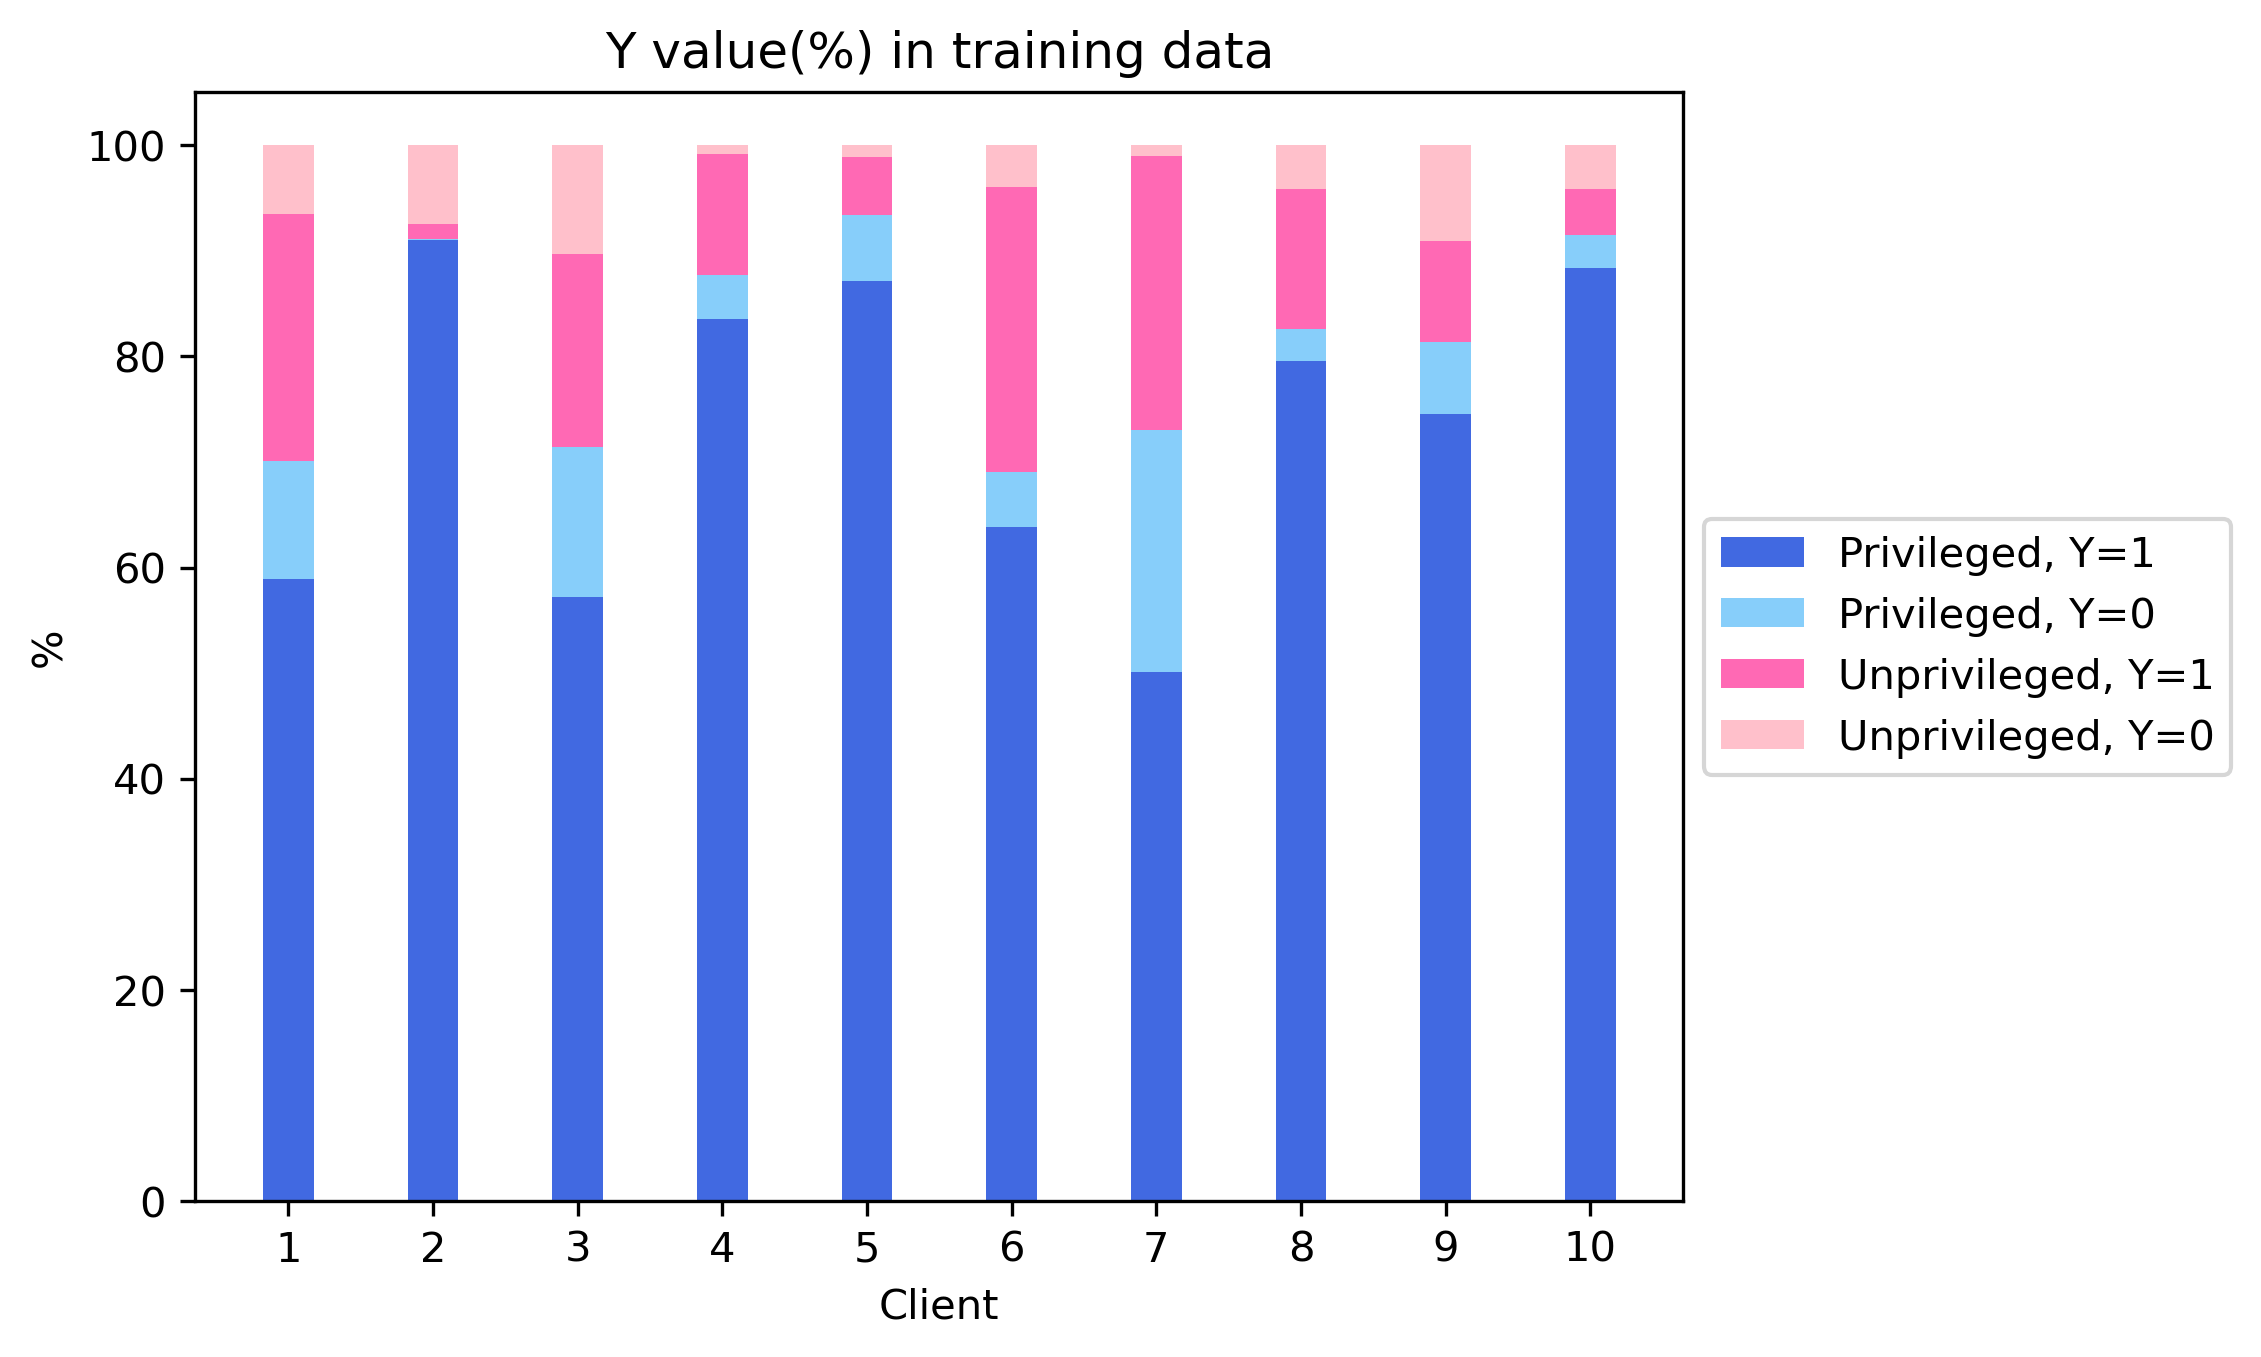 Y value(%) in training data
100
80
60
40
20
0
%
1 2 3 4 5 6 7 8 9 10
Client
Privileged, Y=1
Privileged, Y=0
Unprivileged, Y=1
Unprivileged, Y=0